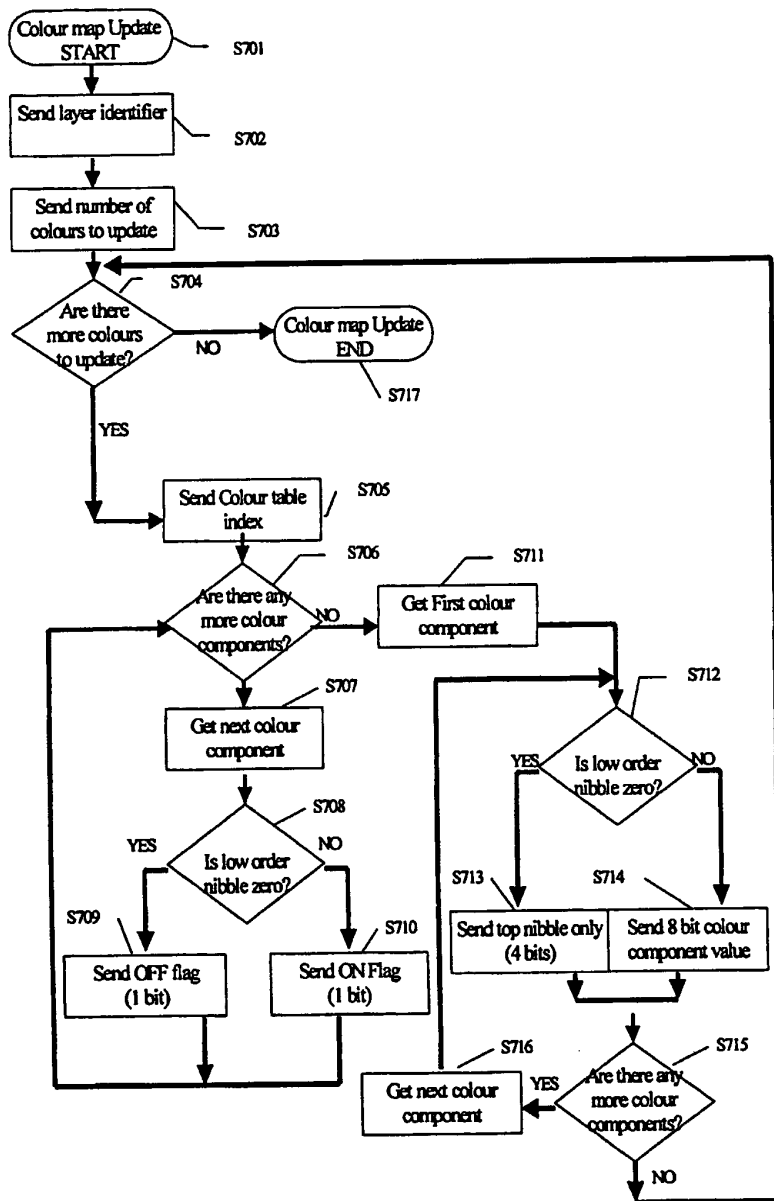 Colour map Update
START
S701
Send layer identifier
S702
Send number of
colours to update
S703
S704
Are there
more colours
to update?
NO
Colour map Update
END
S717
YES
Send Colour table
index
S705
S706
Are there any
more colour
components?
NO
S711
Get First colour
component
S707
Get next colour
component
S712
Is low order
nibble zero?
YES
NO
S708
Is low order
nibble zero?
YES
NO
S709
Send OFF flag
(1 bit)
S710
Send ON Flag
(1 bit)
S713
Send top nibble only
(4 bits)
S714
Send 8 bit colour
component value
S715
Are there any
more colour
components?
YES
S716
Get next colour
component
NO